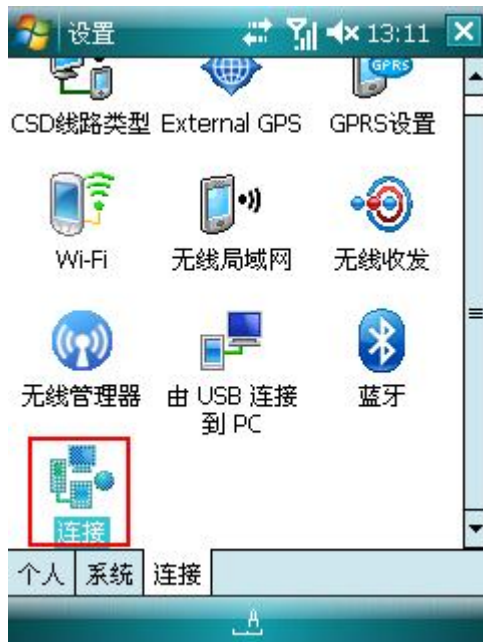 设置 13:11
GPRS
CSD线路类型 External GPS GPRS设置
Wi-Fi 无线局域网 无线收发
无线管理器 由 USB 连接 蓝牙
到 PC
连接
个人 系统 连接
A